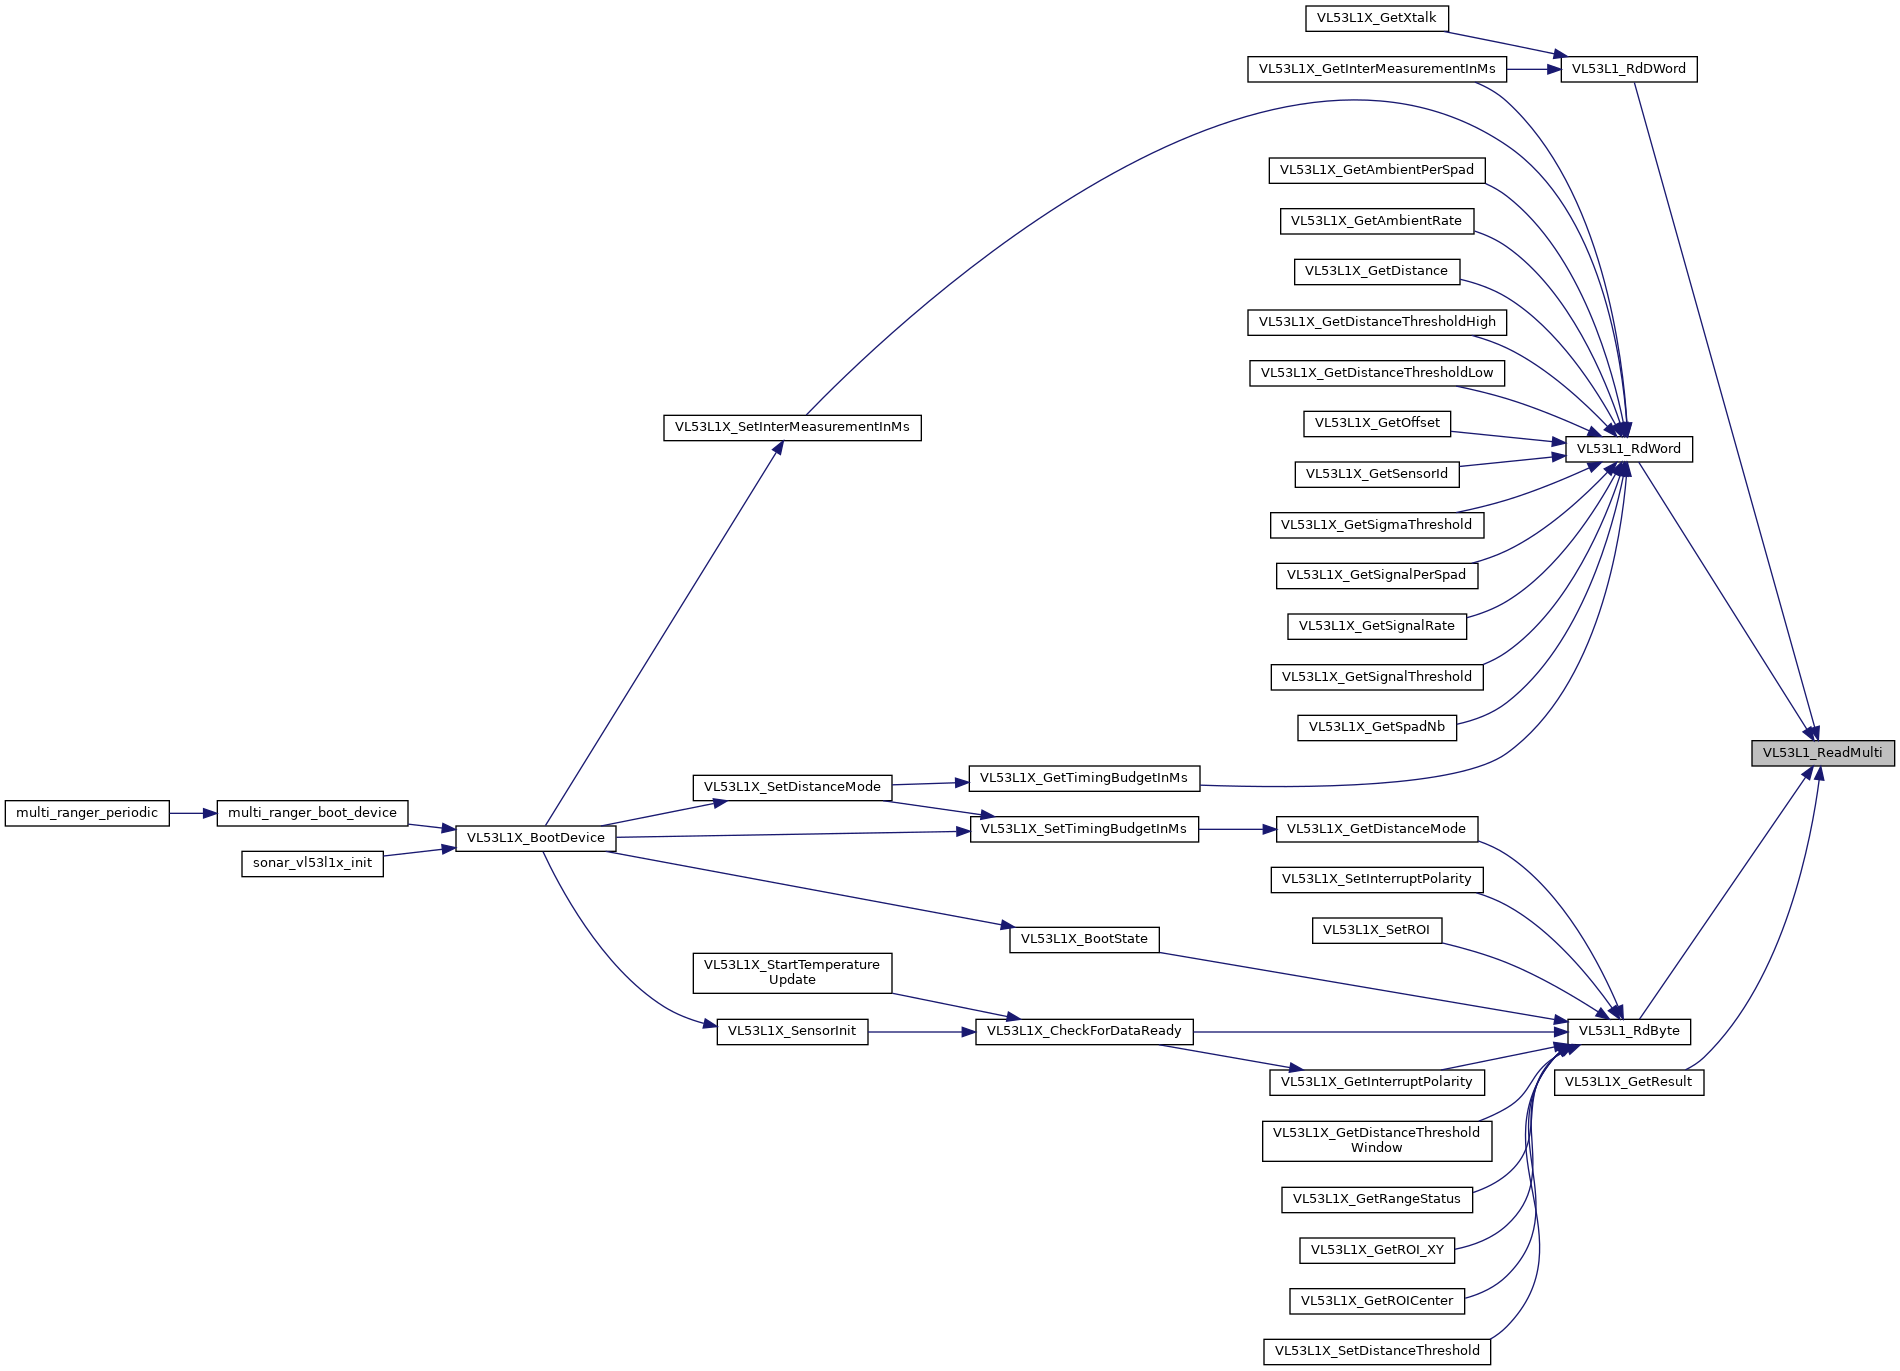 VL53L1X_GetXtalk
VL53L1X_GetInterMeasurementInMs
VL53L1_RdDWord
VL53L1X_GetAmbientPerSpad
VL53L1X_GetAmbientRate
VL53L1X_GetDistance
VL53L1X_GetDistanceThresholdHigh
VL53L1X_GetDistanceThresholdLow
VL53L1X_GetOffset
VL53L1X_SetInterMeasurementInMs
VL53L1_RdWord
VL53L1X_GetSensorId
VL53L1X_GetSigmaThreshold
VL53L1X_GetSignalPerSpad
VL53L1X_GetSignalRate
VL53L1X_GetSignalThreshold
VL53L1X_GetSpadNb
VL53L1_ReadMulti
VL53L1X_GetTimingBudgetInMs
VL53L1X_SetDistanceMode
multi_ranger_periodic
multi_ranger_boot_device
VL53L1X_SetTimingBudgetInMs
VL53L1X_GetDistanceMode
VL53L1X_BootDevice
sonar_vl53l1x_init
VL53L1X_SetInterruptPolarity
VL53L1X_SetROI
VL53L1X_BootState
VL53L1X_StartTemperature
Update
VL53L1X_SensorInit
VL53L1X_CheckForDataReady
VL53L1_RdByte
VL53L1X_GetInterruptPolarity
VL53L1X_GetResult
VL53L1X_GetDistanceThreshold
Window
VL53L1X_GetRangeStatus
VL53L1X_GetROI_XY
VL53L1X_GetROICenter
VL53L1X_SetDistanceThreshold